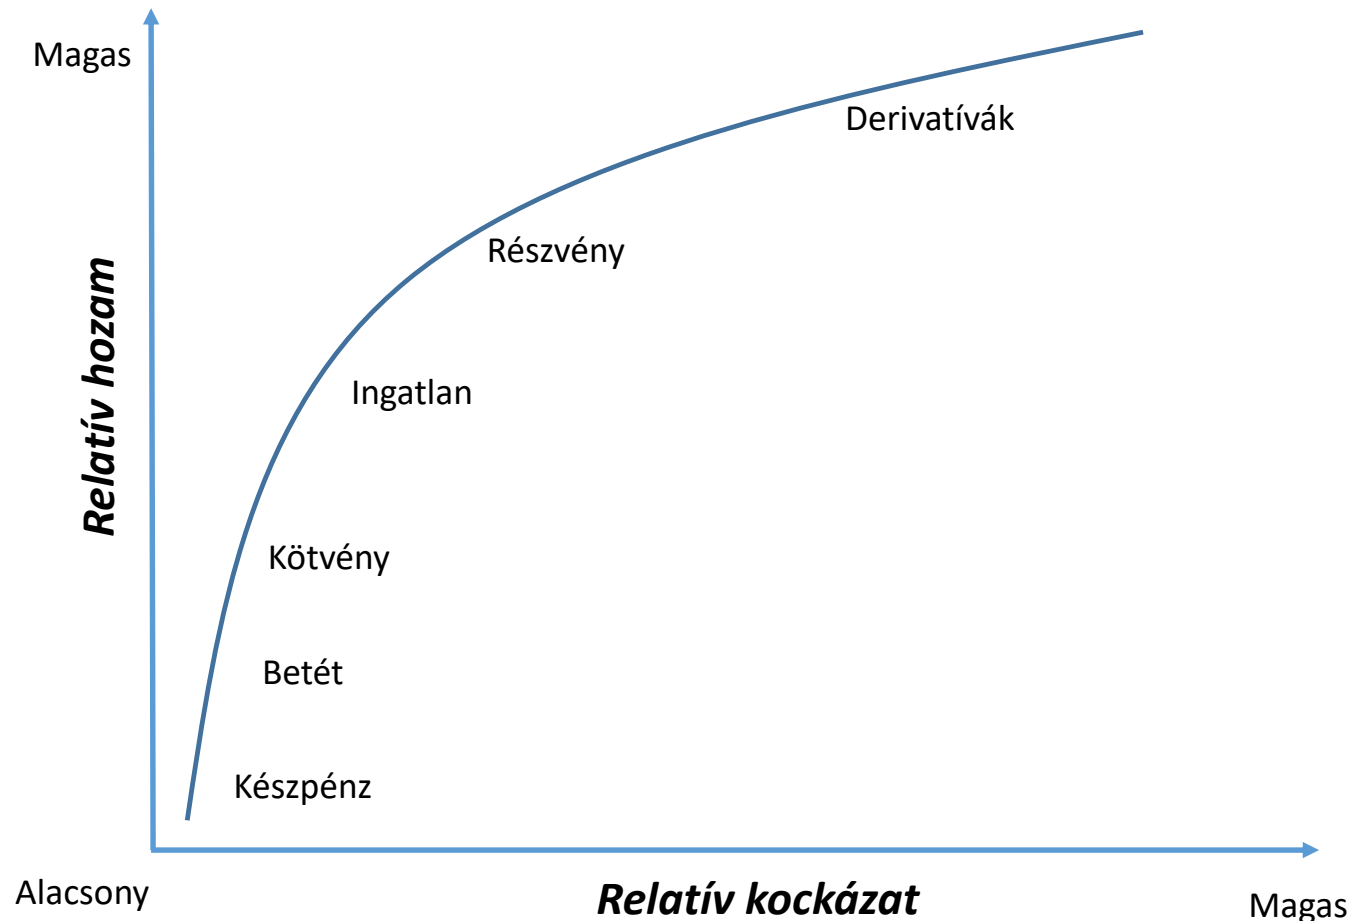 Magas
Derivatívák
Részvény
Relatív hozam
Ingatlan
Kötvény
Betét
Készpénz
Alacsony
Relatív kockázat
Magas